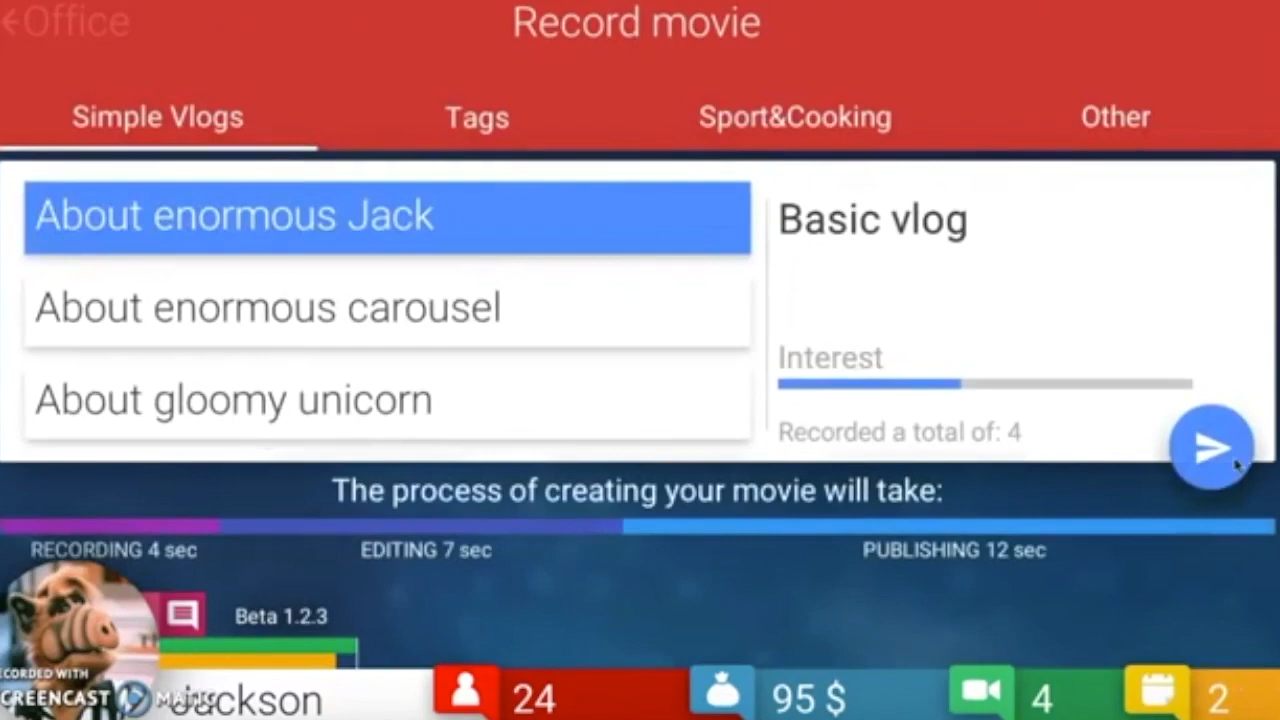 Office
Record movie
Simple Vlogs
Tags
Sport&Cooking
Other
About enormous Jack
Basic vlog
About enormous carousel
Interest
About gloomy unicorn
Recorded a total of: 4
The process of creating your movie will take:
RECORDING 4 sec
EDITING 7 sec
PUBLISHING 12 sec
Beta 1.2.3
Jackson
24
95 $
4
2